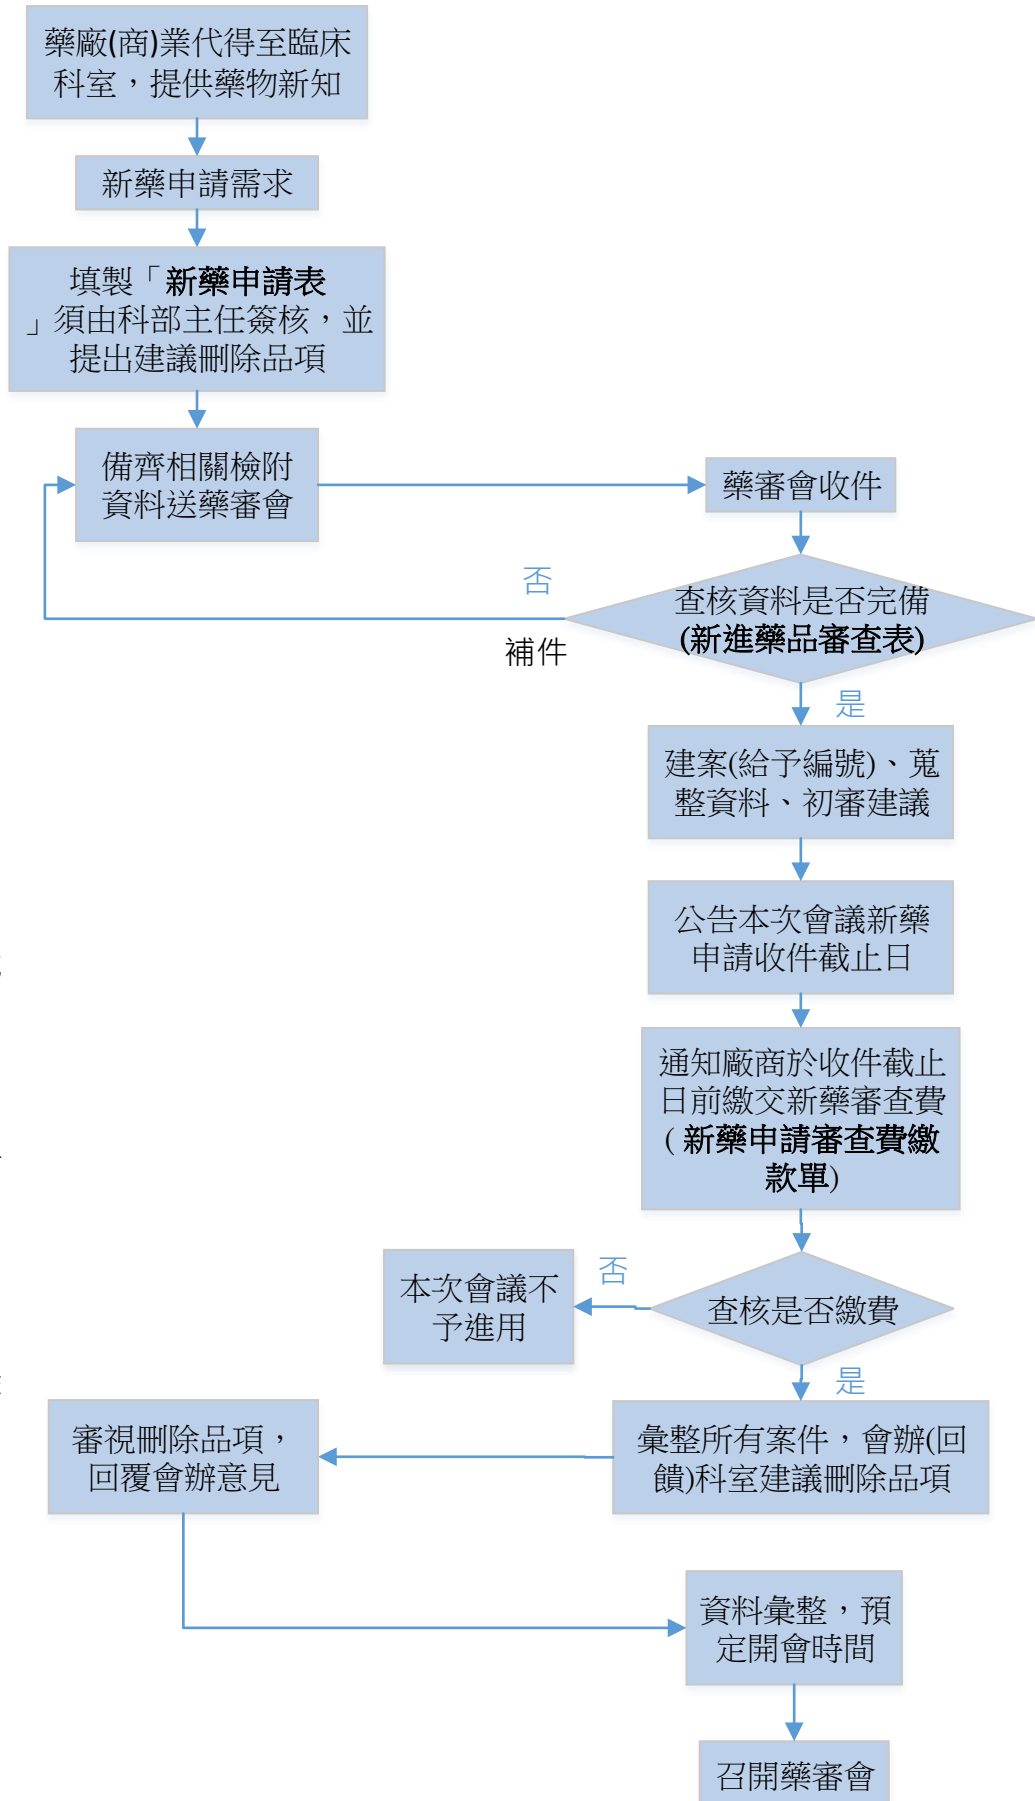 藥廠(商)業代得至臨床
科室，提供藥物新知
新藥申請需求
填製「新藥申請表
」須由科部主任簽核，並
提出建議刪除品項
備齊相關檢附
資料送藥審會
藥審會收件
否
查核資料是否完備
(新進藥品審查表)
補件
是
建案(給予編號)、蒐
整資料、初審建議
公告本次會議新藥
申請收件截止日
通知廠商於收件截止
日前繳交新藥審查費
( 新藥申請審查費繳
款單)
否
本次會議不
予進用
查核是否繳費
是
審視刪除品項，
回覆會辦意見
彙整所有案件，會辦(回
饋)科室建議刪除品項
資料彙整，預
定開會時間
召開藥審會